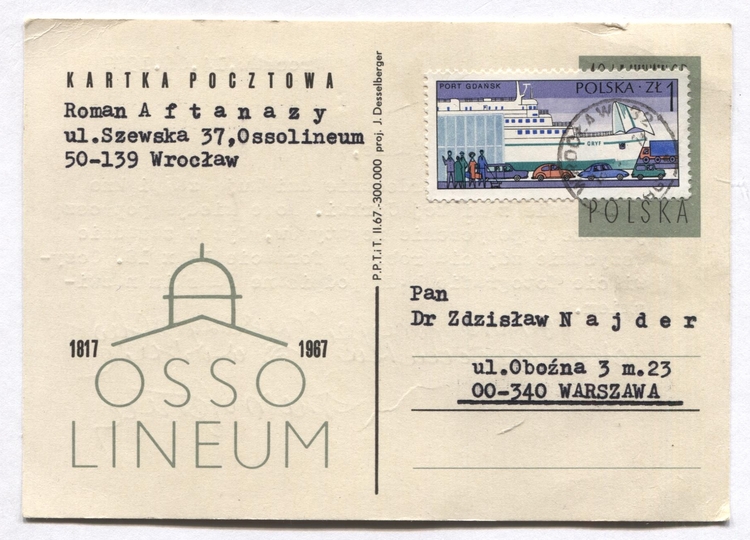 KARTKA POCZTOWA
Roman A f t a n a z y
ul.Szewska 37,Ossolineum
50-139 Wrocław
1817 1967
OSSO
LINEUM
P.P.T.i T. II.67.-300.000 proj. J. Desselberger
PORT GDAŃSK
POLSKA · ZŁ 1
GRYF
WROCŁAW
POLSKA
Pan
Dr Zdzisław N a j d e r
ul.Oboźna 3 m.23
00-340 WARSZAWA